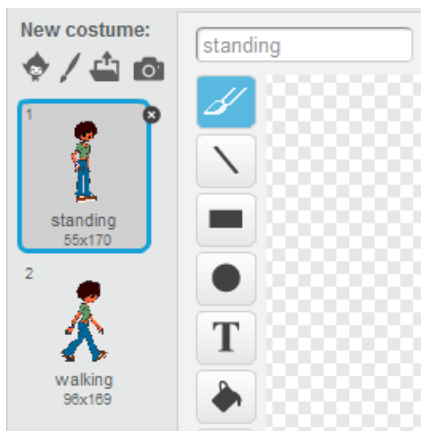 New costume:
standing
1
standing
55x170
2
walking
96x169
T